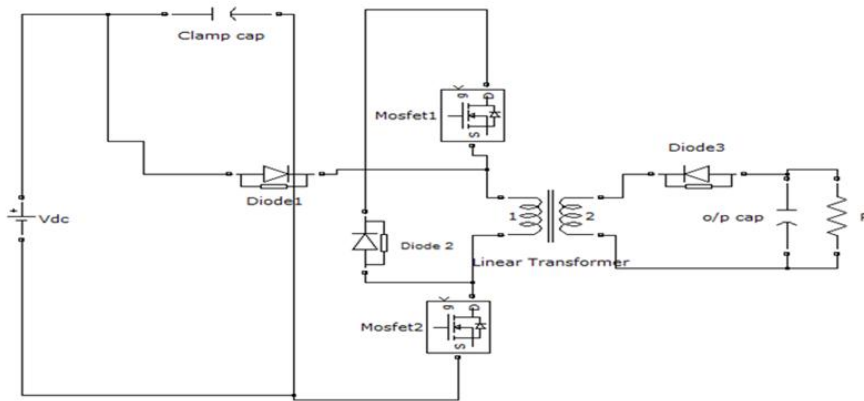 Clamp cap
g
D
Mosfet1
S
Diode3
Diode1
Vdc
+
1
2
o/p cap
R
Diode 2
Linear Transformer
g
D
Mosfet2
S